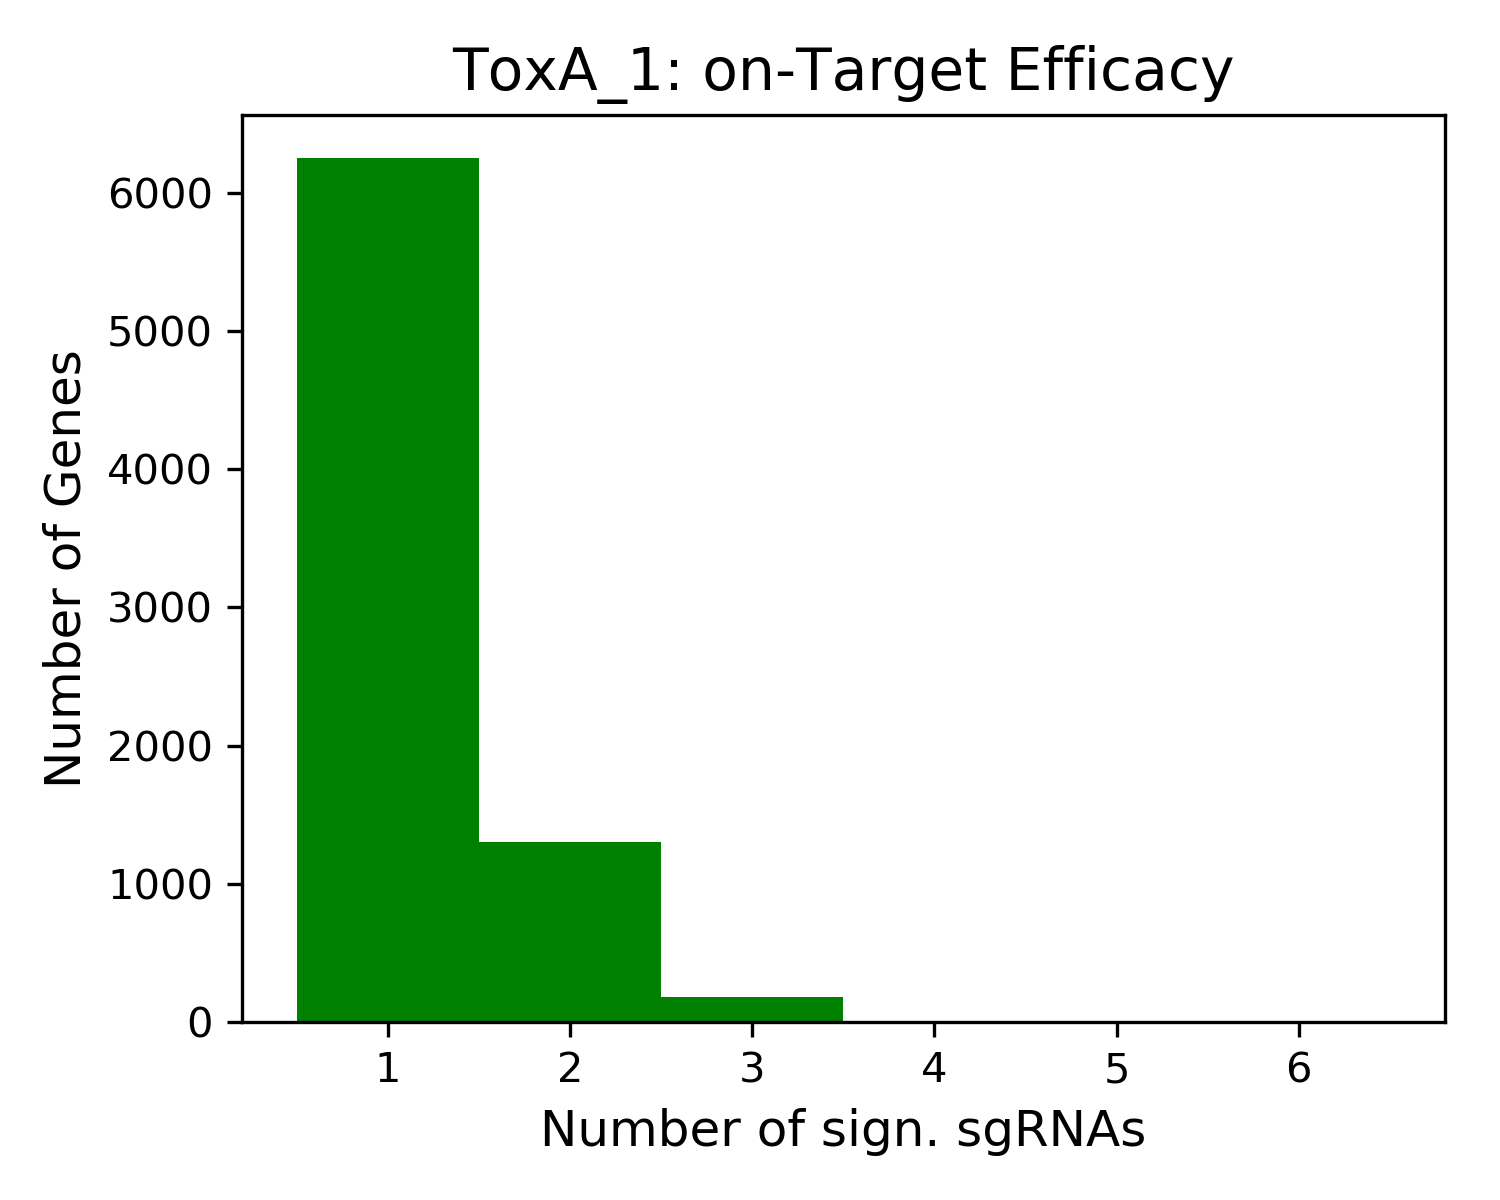 ToxA_1: on-Target Efficacy
Number of Genes
6000
5000
4000
3000
2000
1000
0
1 2 3 4 5 6
Number of sign. sgRNAs